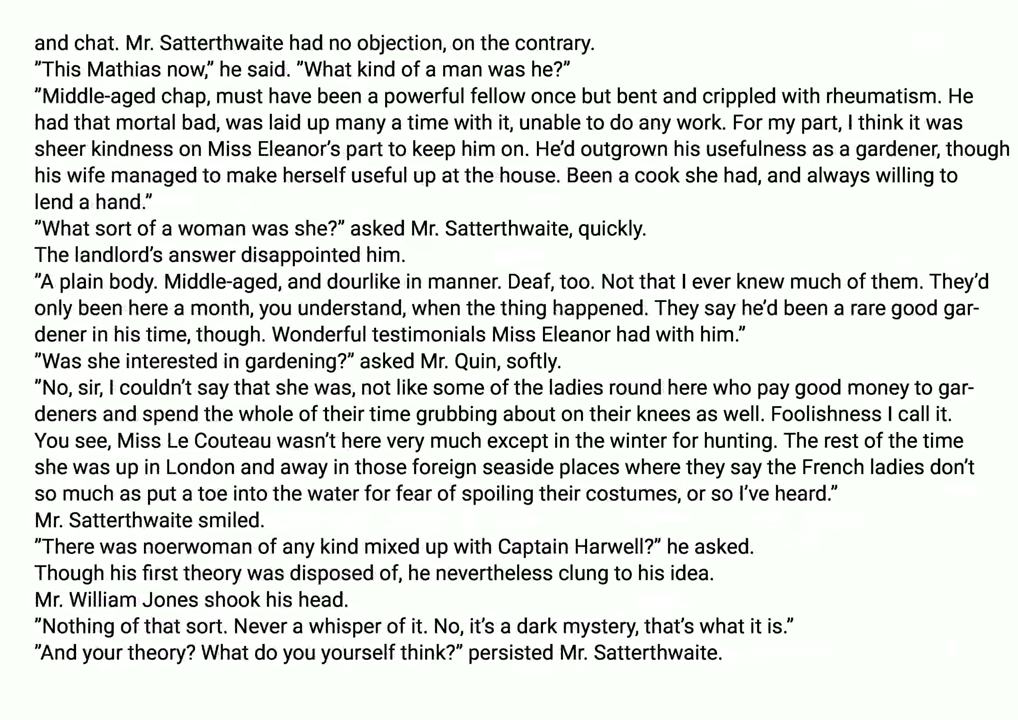 and chat. Mr. Satterthwaite had no objection, on the contrary.
”This Mathias now,” he said. ”What kind of a man was he?”
”Middle-aged chap, must have been a powerful fellow once but bent and crippled with rheumatism. He
had that mortal bad, was laid up many a time with it, unable to do any work. For my part, I think it was
sheer kindness on Miss Eleanor’s part to keep him on. He’d outgrown his usefulness as a gardener, though
his wife managed to make herself useful up at the house. Been a cook she had, and always willing to
lend a hand.”
”What sort of a woman was she?” asked Mr. Satterthwaite, quickly.
The landlord’s answer disappointed him.
”A plain body. Middle-aged, and dourlike in manner. Deaf, too. Not that I ever knew much of them. They’d
only been here a month, you understand, when the thing happened. They say he’d been a rare good gar-
dener in his time, though. Wonderful testimonials Miss Eleanor had with him.”
”Was she interested in gardening?” asked Mr. Quin, softly.
”No, sir, I couldn’t say that she was, not like some of the ladies round here who pay good money to gar-
deners and spend the whole of their time grubbing about on their knees as well. Foolishness I call it.
You see, Miss Le Couteau wasn’t here very much except in the winter for hunting. The rest of the time
she was up in London and away in those foreign seaside places where they say the French ladies don’t
so much as put a toe into the water for fear of spoiling their costumes, or so I’ve heard.”
Mr. Satterthwaite smiled.
”There was noerwoman of any kind mixed up with Captain Harwell?” he asked.
Though his first theory was disposed of, he nevertheless clung to his idea.
Mr. William Jones shook his head.
”Nothing of that sort. Never a whisper of it. No, it’s a dark mystery, that’s what it is.”
”And your theory? What do you yourself think?” persisted Mr. Satterthwaite.